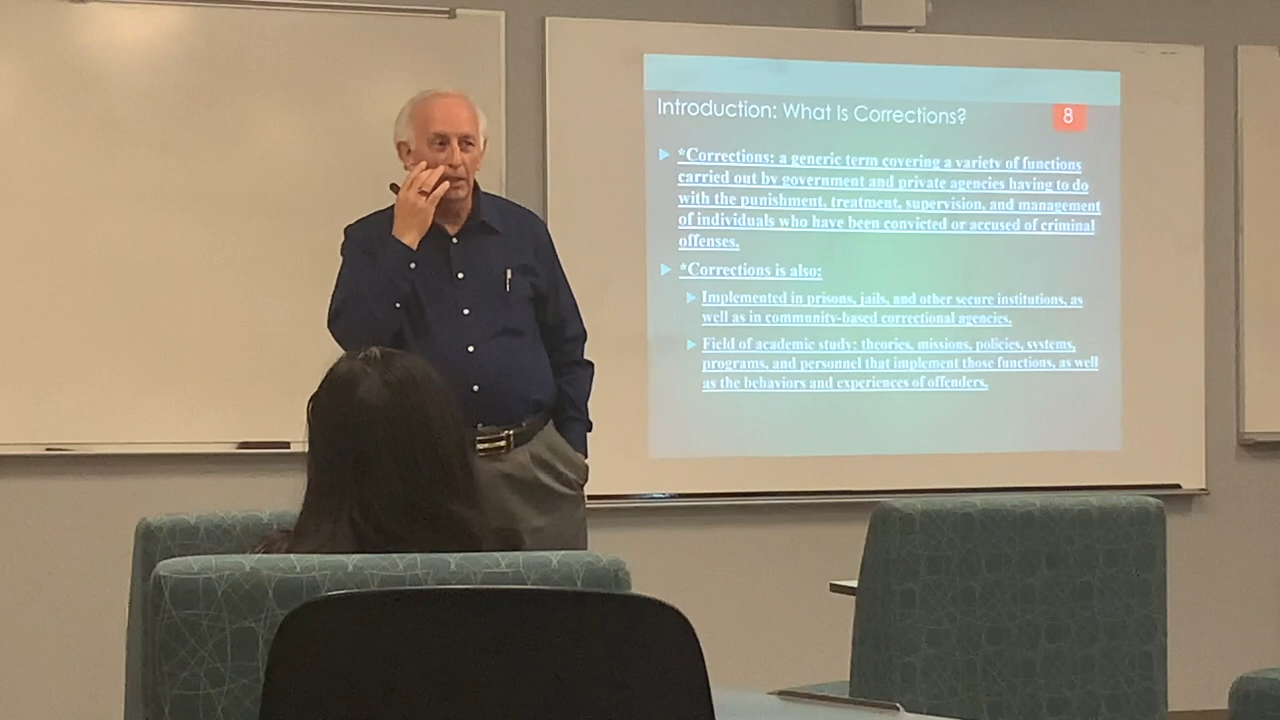 Introduction: What Is Corrections?
8
*Corrections: a generic term covering a variety of functions
carried out by government and private agencies having to do
with the punishment, treatment, supervision, and management
of individuals who have been convicted or accused of criminal
offenses.
*Corrections is also:
Implemented in prisons, jails, and other secure institutions, as
well as in community-based correctional agencies.
Field of academic study: theories, missions, policies, systems,
programs, and personnel that implement those functions, as well
as the behaviors and experiences of offenders.